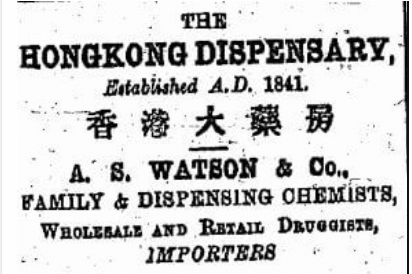 THE
HONGKONG DISPENSARY,
Established A.D. 1841.
香港大藥房
A. S. WATSON & Co.,
FAMILY & DISPENSING CHEMISTS,
WHOLESALE AND RETAIL DRUGGISTS,
IMPORTERS